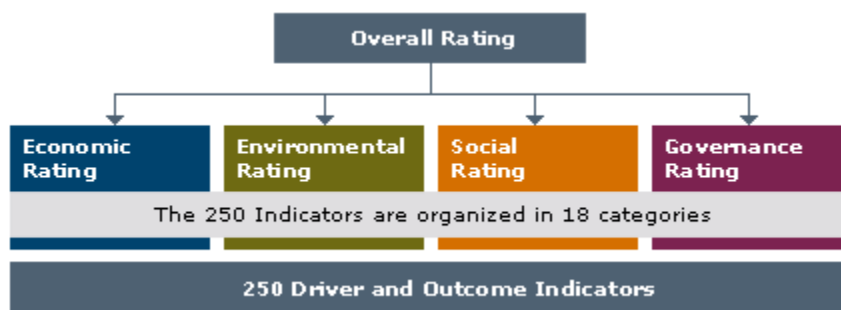 Overall Rating
Economic
Rating
Environmental
Rating
Social
Rating
Governance
Rating
The 250 Indicators are organized in 18 categories
250 Driver and Outcome Indicators